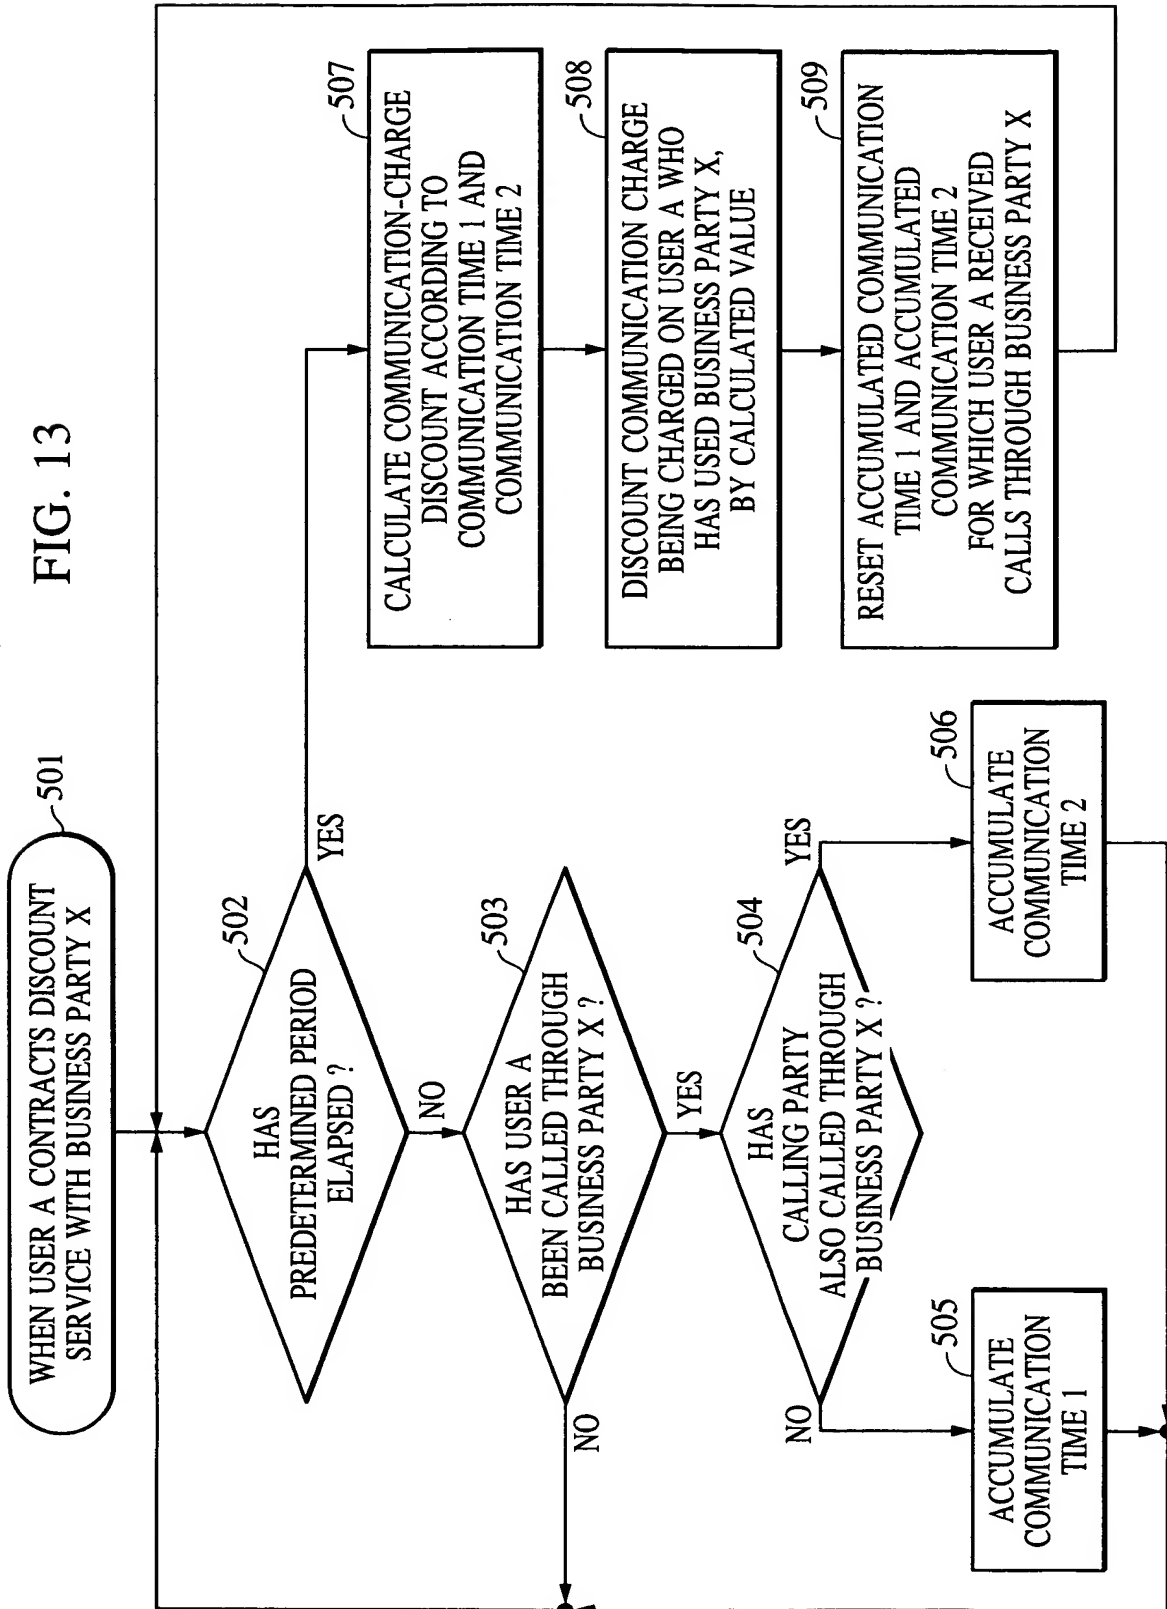 FIG. 13
WHEN USER A CONTRACTS DISCOUNT
SERVICE WITH BUSINESS PARTY X
501
HAS
PREDETERMINED PERIOD
ELAPSED ?
502
YES
NO
HAS USER A
BEEN CALLED THROUGH
BUSINESS PARTY X ?
503
NO
YES
HAS
CALLING PARTY
ALSO CALLED THROUGH
BUSINESS PARTY X ?
504
NO
YES
ACCUMULATE
COMMUNICATION
TIME 1
505
ACCUMULATE
COMMUNICATION
TIME 2
506
CALCULATE COMMUNICATION-CHARGE
DISCOUNT ACCORDING TO
COMMUNICATION TIME 1 AND
COMMUNICATION TIME 2
507
DISCOUNT COMMUNICATION CHARGE
BEING CHARGED ON USER A WHO
HAS USED BUSINESS PARTY X,
BY CALCULATED VALUE
508
RESET ACCUMULATED COMMUNICATION
TIME 1 AND ACCUMULATED
COMMUNICATION TIME 2
FOR WHICH USER A RECEIVED
CALLS THROUGH BUSINESS PARTY X
509